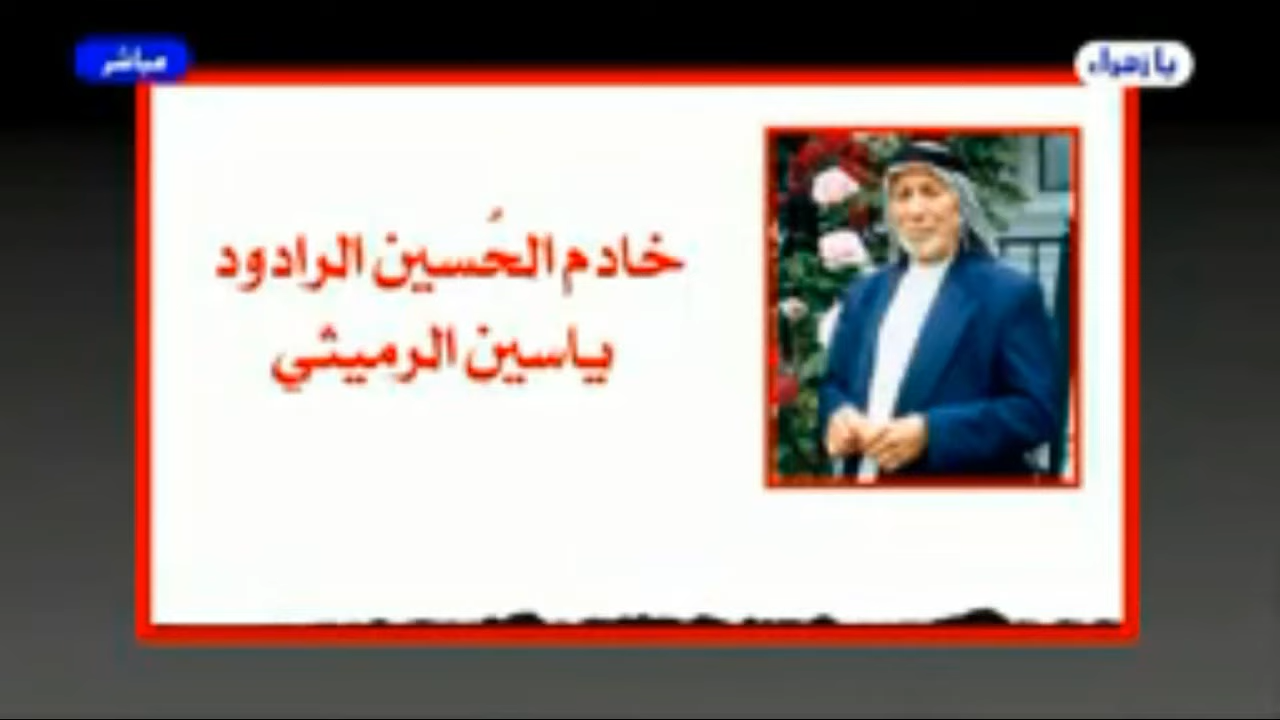 يا زهراء
مباشر
خادم الحُسين الرادود
ياسين الرميثي